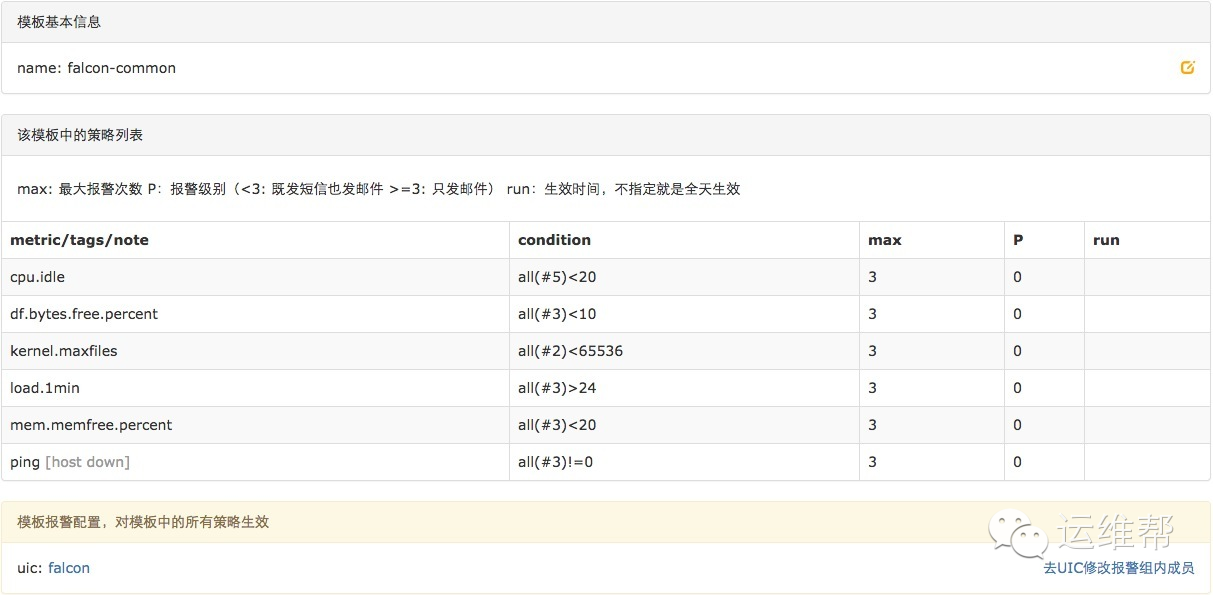 模板基本信息
name: falcon-common
该模板中的策略列表
max: 最大报警次数 P：报警级别（<3: 既发短信也发邮件 >=3: 只发邮件） run：生效时间，不指定就是全天生效
metric/tags/note condition max P run
cpu.idle all(#5)<20 3 0
df.bytes.free.percent all(#3)<10 3 0
kernel.maxfiles all(#2)<65536 3 0
load.1min all(#3)>24 3 0
mem.memfree.percent all(#3)<20 3 0
ping [host down] all(#3)!=0 3 0
模板报警配置，对模板中的所有策略生效
运维帮
uic: falcon 去UIC修改报警组内成员